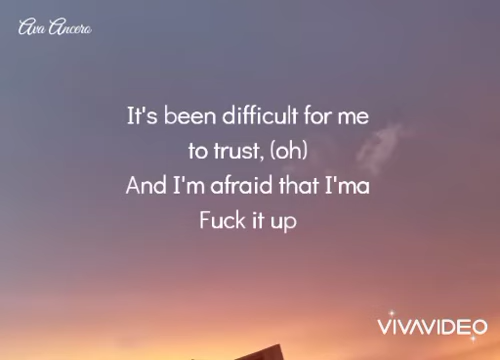 Ava Ancero
It's been difficult for me
to trust, (oh)
And I'm afraid that I'ma
Fuck it up
VIVAVIDEO